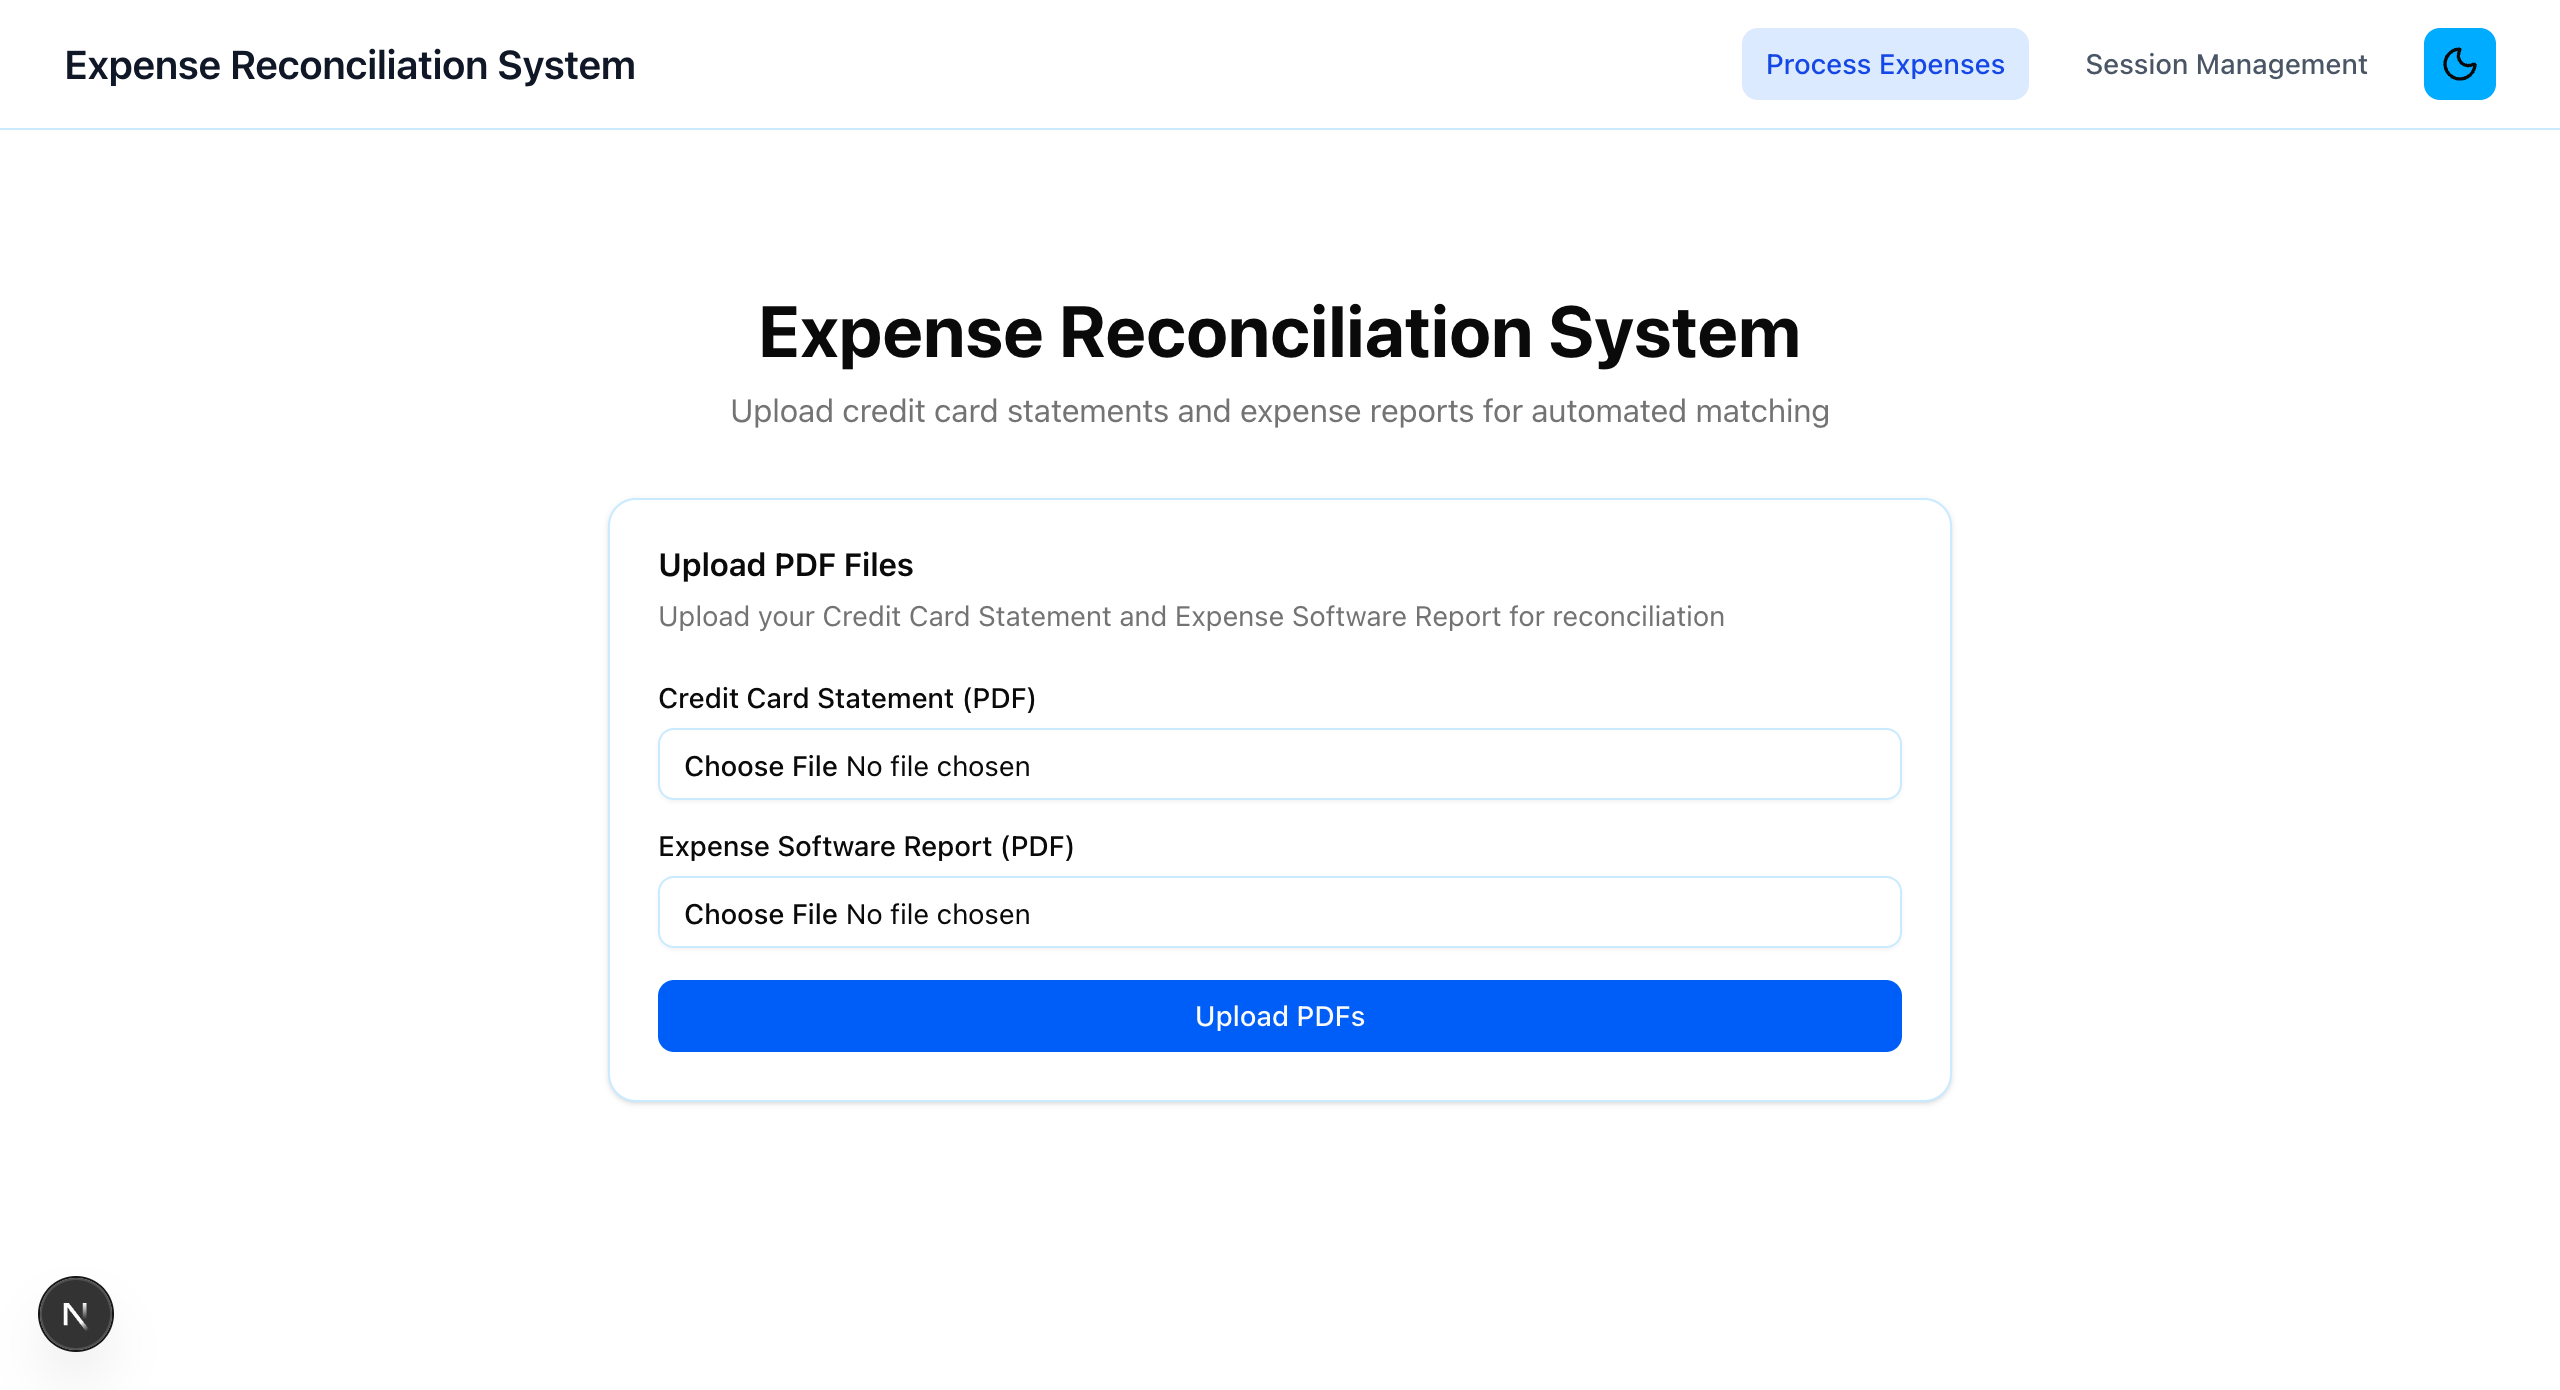 Expense Reconciliation System
Process Expenses
Session Management
Expense Reconciliation System
Upload credit card statements and expense reports for automated matching
Upload PDF Files
Upload your Credit Card Statement and Expense Software Report for reconciliation
Credit Card Statement (PDF)
Choose File No file chosen
Expense Software Report (PDF)
Choose File No file chosen
Upload PDFs
N